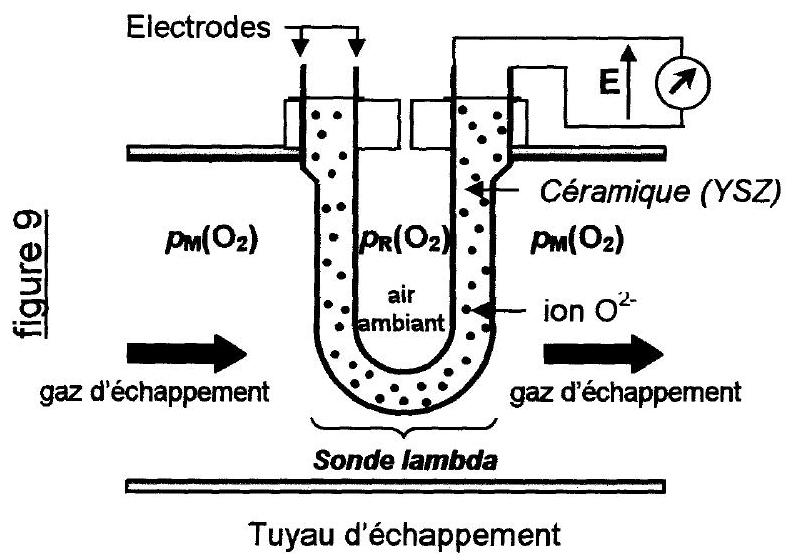 Electrodes
E
Céramique (YSZ)
figure 9
pM(O2)
pR(O2)
pM(O2)
air
ambiant
ion O2-
gaz d'échappement
gaz d'échappement
Sonde lambda
Tuyau d'échappement